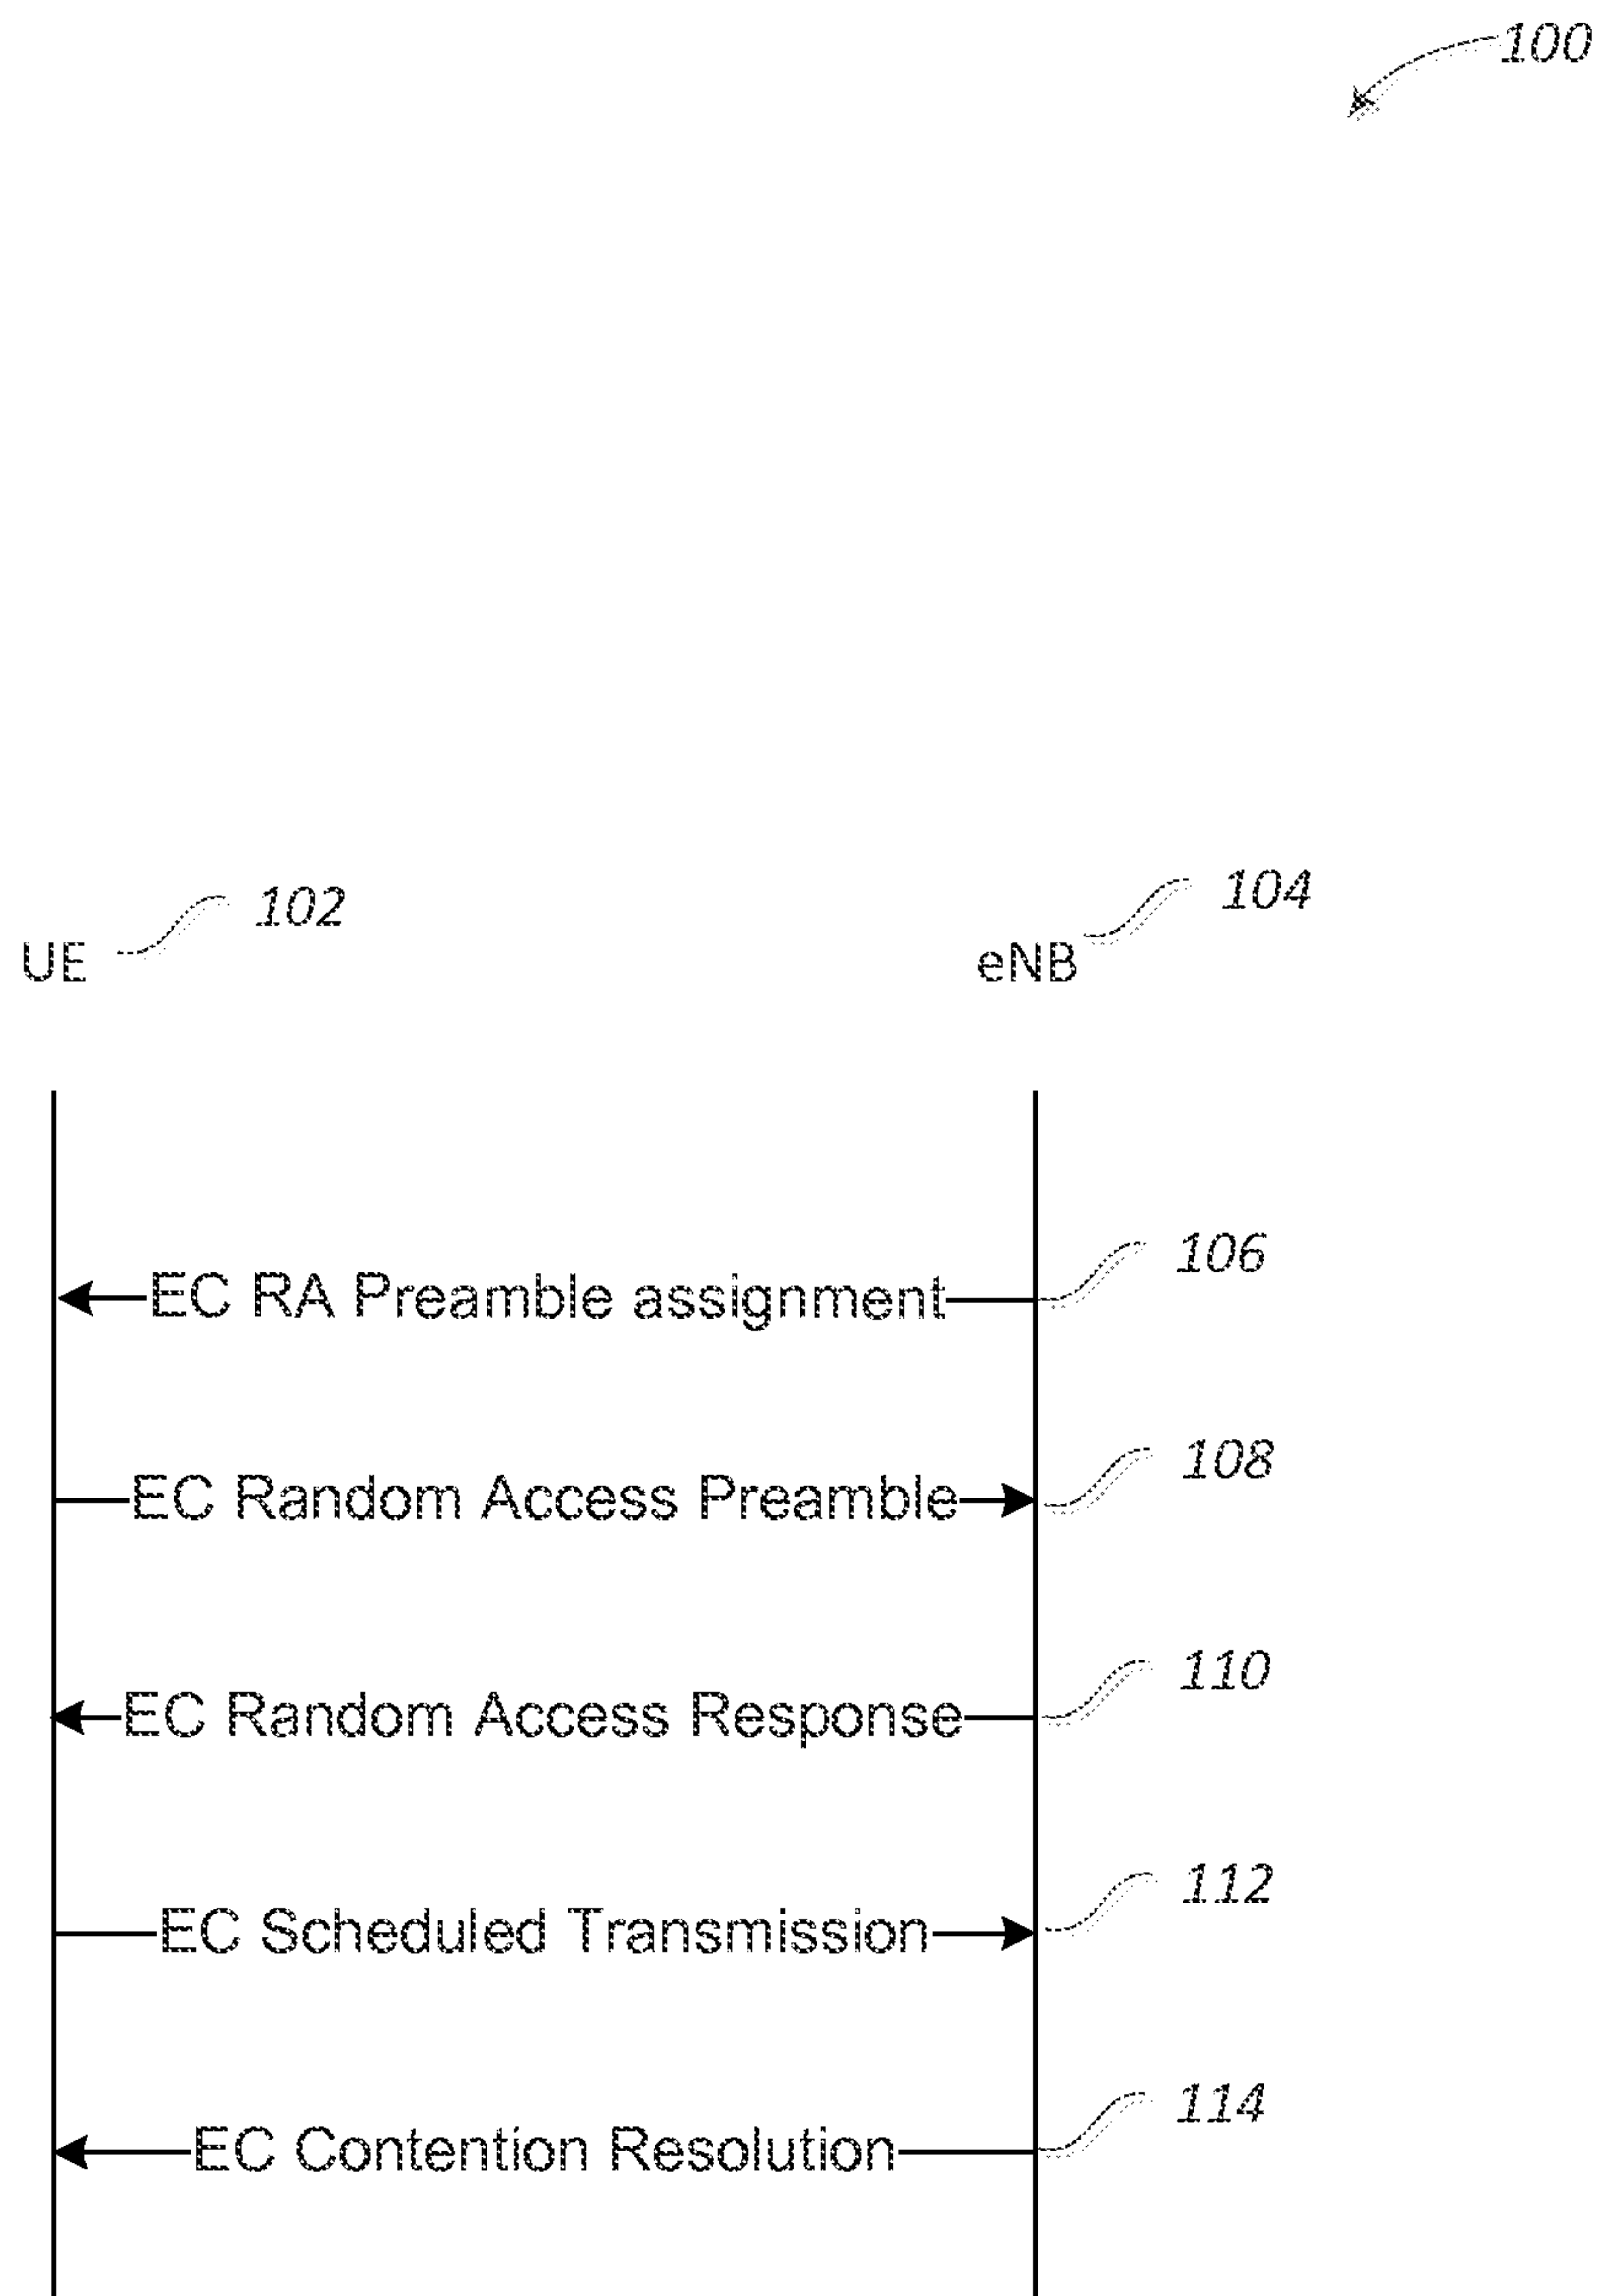 100
102
104
UE
eNB
106
EC RA Preamble assignment
108
EC Random Access Preamble
110
EC Random Access Response
112
EC Scheduled Transmission
114
EC Contention Resolution